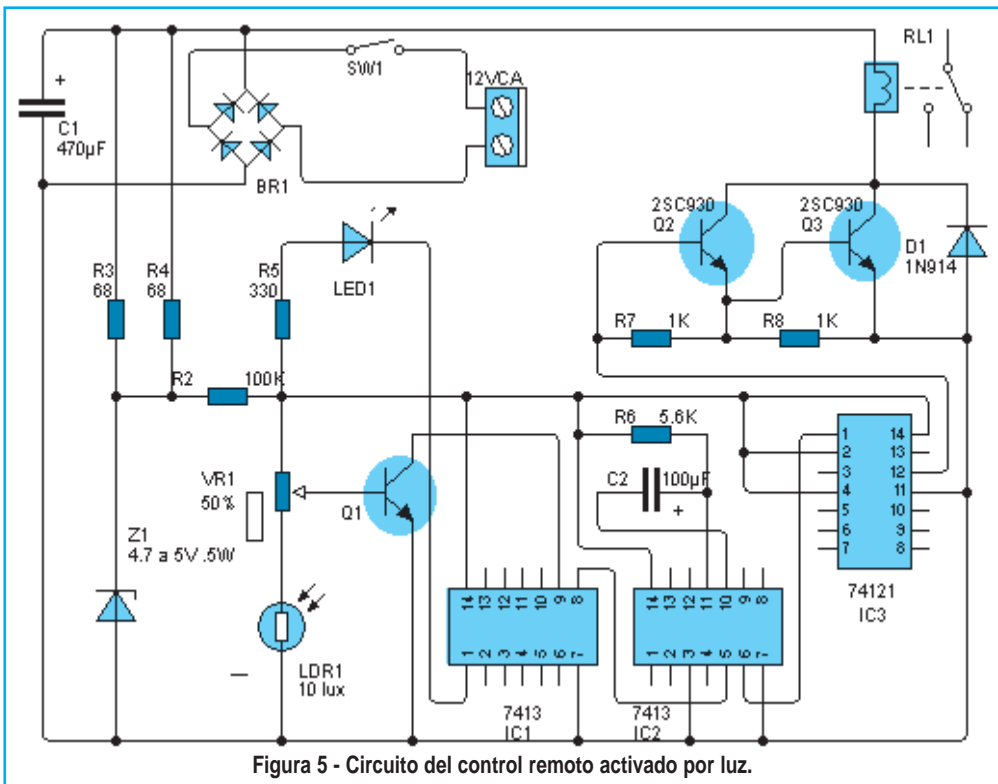 RL1
SW1
12VCA
+
C1
470µF
BR1
2SC930
Q2
2SC930
Q3
D1
1N914
R3
68
R4
68
R5
330
LED1
R7 1K
R8 1K
R2 100K
R6 5.6K
C2 100µF
+
VR1
50%
Q1
Z1
4.7 a 5V .5W
LDR1
10 lux
14 13 12 11 10 9 8
1 2 3 4 5 6 7
7413
IC1
14 13 12 11 10 9 8
1 2 3 4 5 6 7
7413
IC2
1 14
2 13
3 12
4 11
5 10
6 9
7 8
74121
IC3
Figura 5 - Circuito del control remoto activado por luz.